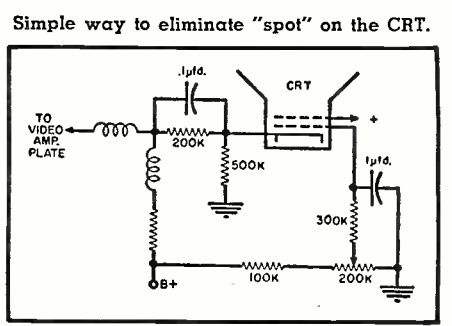 Simple way to eliminate "spot" on the CRT.
.1µfd.
CRT
+
TO
VIDEO
AMP.
PLATE
200K
500K
1µfd.
300K
B+
100K
200K